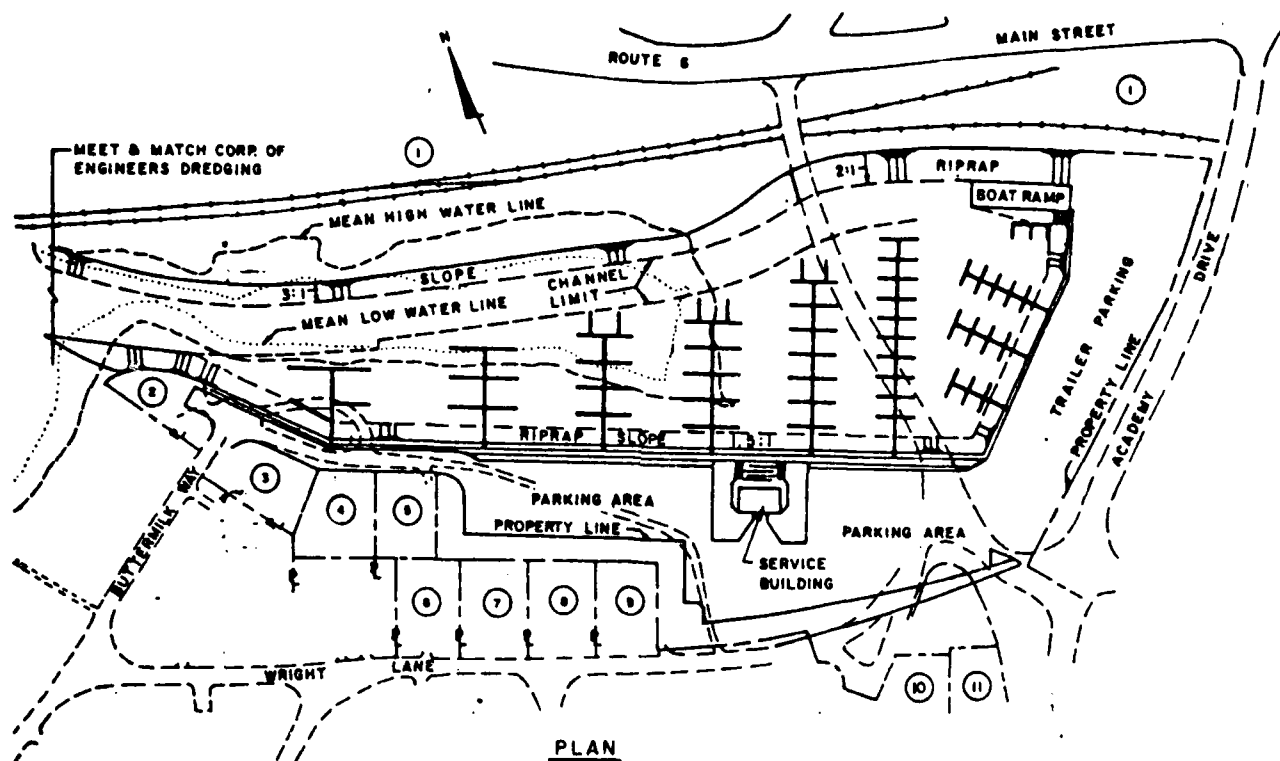 MAIN STREET
ROUTE 6
N
1
1
MEET & MATCH CORP. OF
ENGINEERS DREDGING
2:1
RIPRAP
BOAT RAMP
MEAN HIGH WATER LINE
SLOPE
3:1
CHANNEL
LIMIT
MEAN LOW WATER LINE
TRAILER PARKING
PROPERTY LINE
ACADEMY DRIVE
2
RIPRAP SLOPE 1.5:1
3
4
5
PARKING AREA
PROPERTY LINE
PARKING AREA
SERVICE
BUILDING
BUTTERMILK WAY
6
7
8
9
WRIGHT LANE
10
11
PLAN